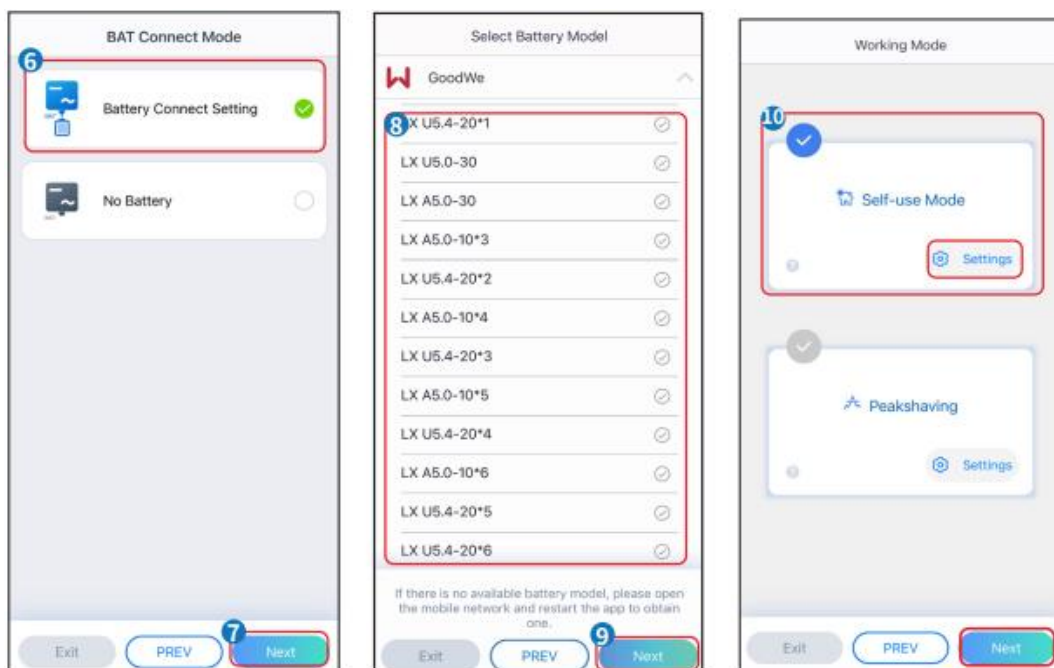 BAT Connect Mode
6
Battery Connect Setting
No Battery
7
Exit
PREV
Next
Select Battery Model
GoodWe
8
X U5.4-20*1
LX U5.0-30
LX A5.0-30
LX A5.0-10*3
LX U5.4-20*2
LX A5.0-10*4
LX U5.4-20*3
LX A5.0-10*5
LX U5.4-20*4
LX A5.0-10*6
LX U5.4-20*5
LX U5.4-20*6
If there is no available battery model, please open
the mobile network and restart the app to obtain
one.
9
Exit
PREV
Next
Working Mode
10
Self-use Mode
Settings
Peakshaving
Settings
Exit
PREV
Next